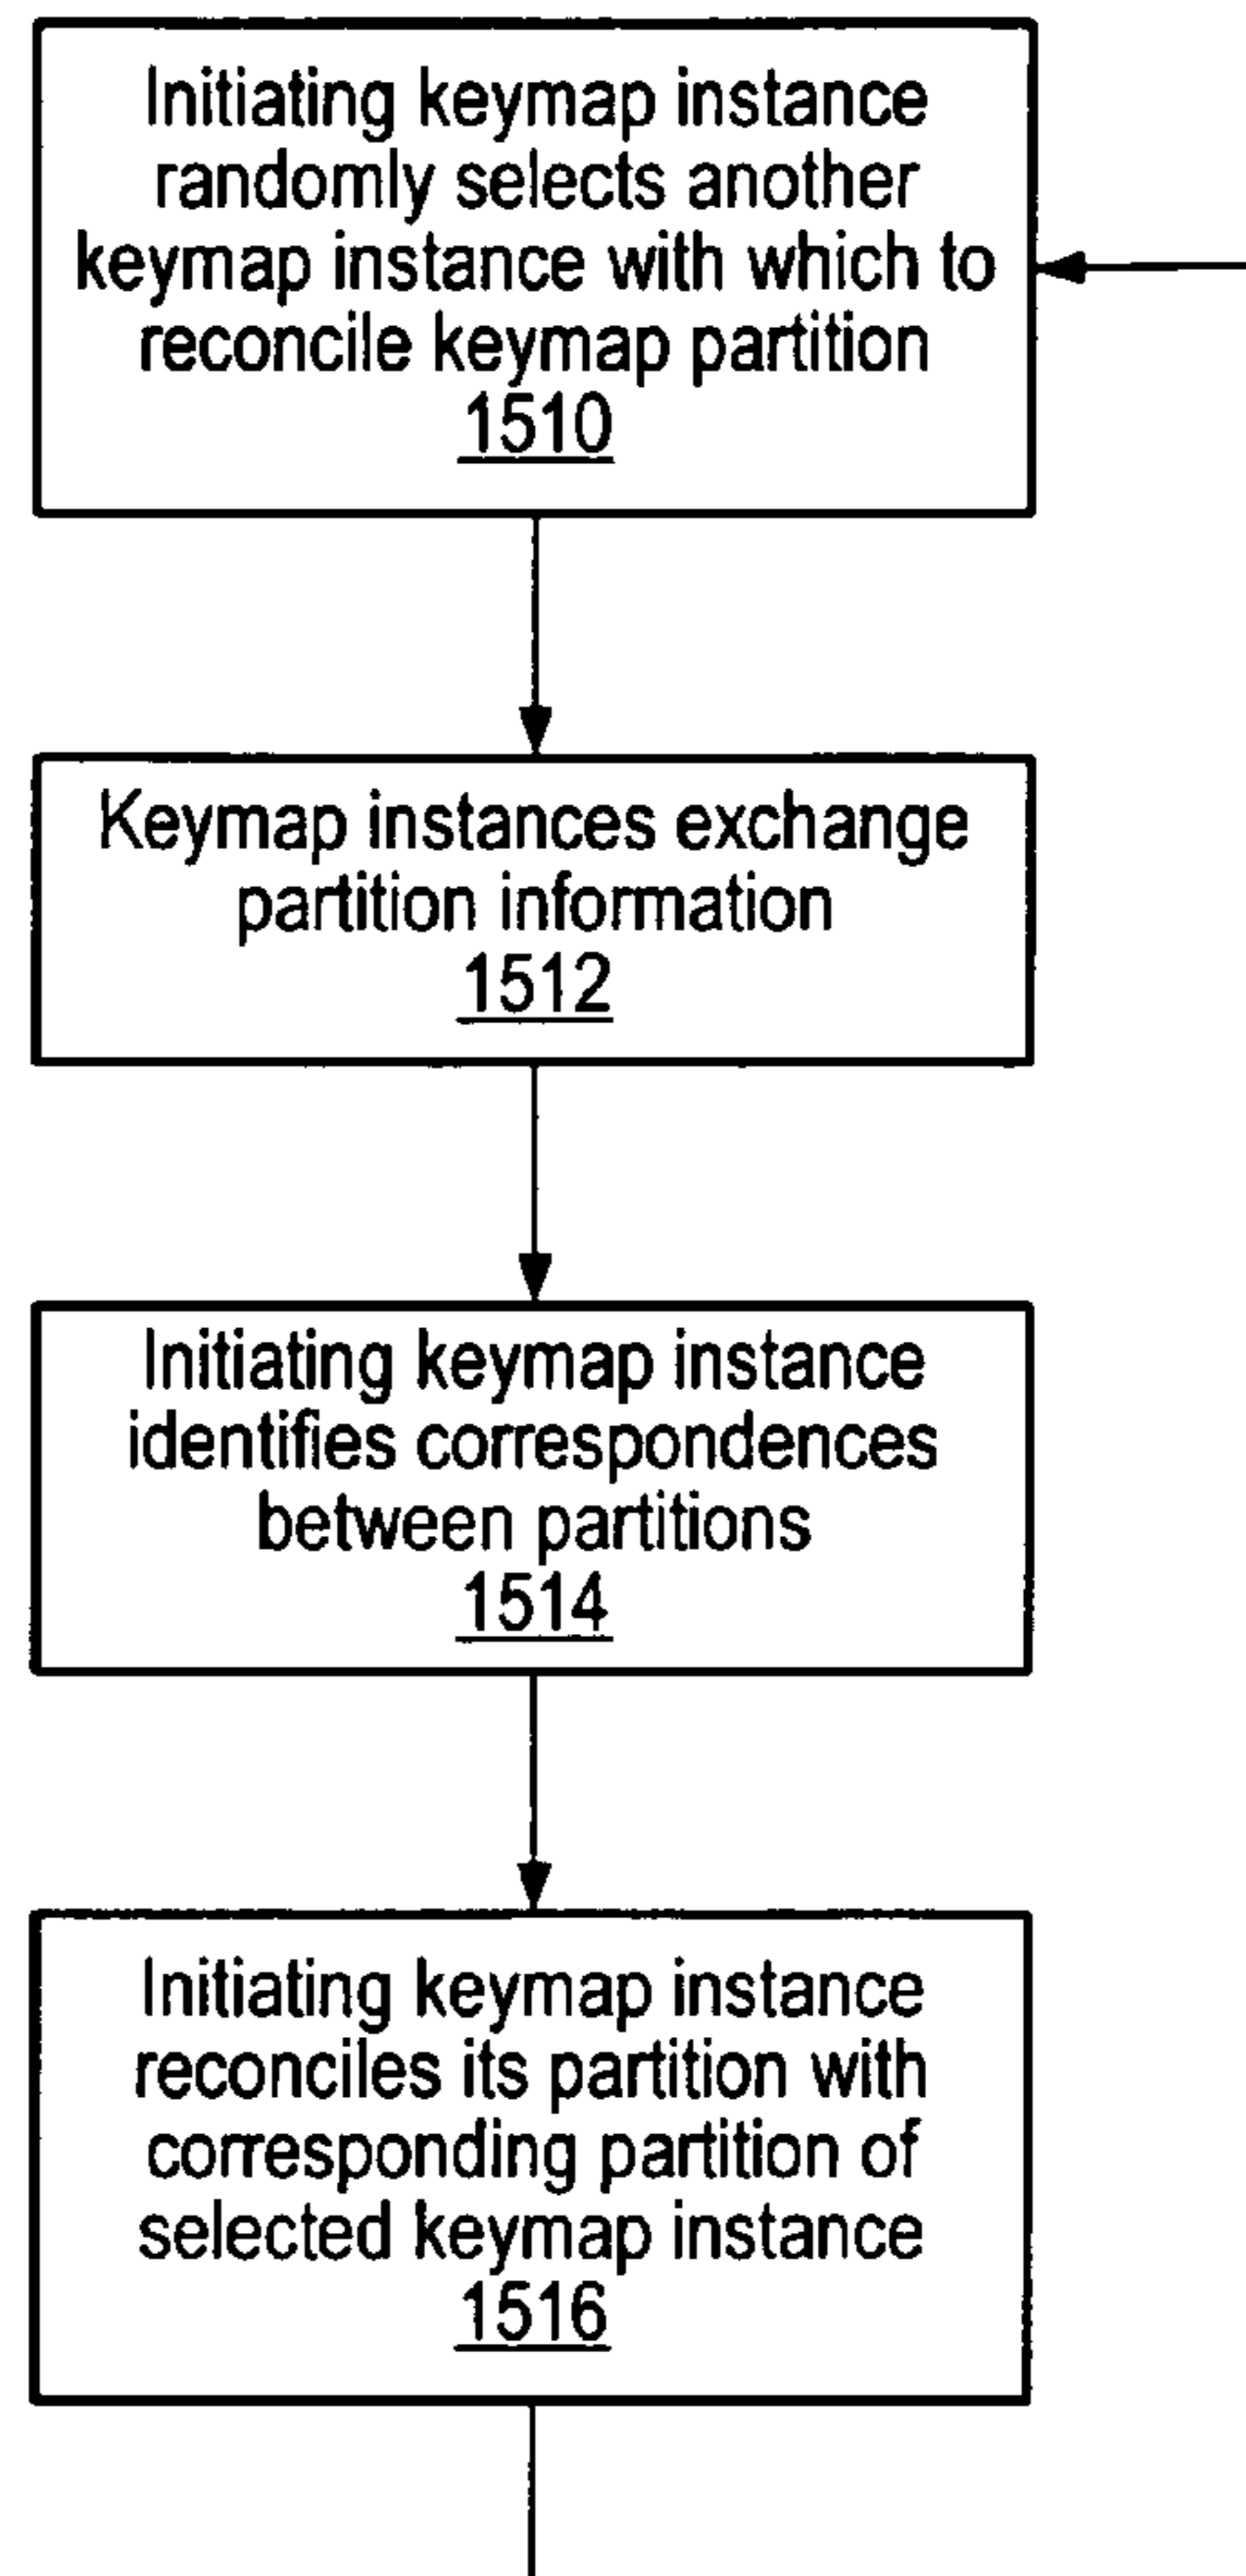 Initiating keymap instance
randomly selects another
keymap instance with which to
reconcile keymap partition
1510
Keymap instances exchange
partition information
1512
Initiating keymap instance
identifies correspondences
between partitions
1514
Initiating keymap instance
reconciles its partition with
corresponding partition of
selected keymap instance
1516